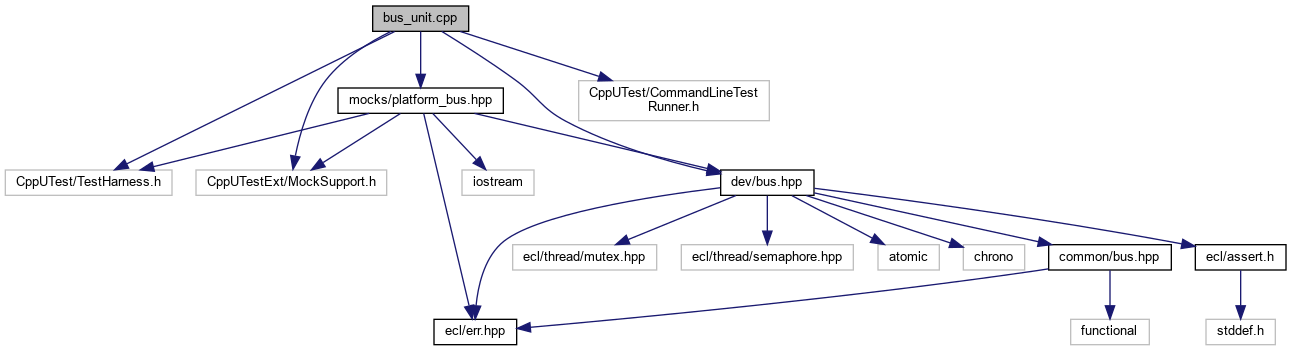 bus_unit.cpp
mocks/platform_bus.hpp
CppUTest/CommandLineTest
Runner.h
CppUTest/TestHarness.h
CppUTestExt/MockSupport.h
iostream
dev/bus.hpp
ecl/thread/mutex.hpp
ecl/thread/semaphore.hpp
atomic
chrono
common/bus.hpp
ecl/assert.h
ecl/err.hpp
functional
stddef.h